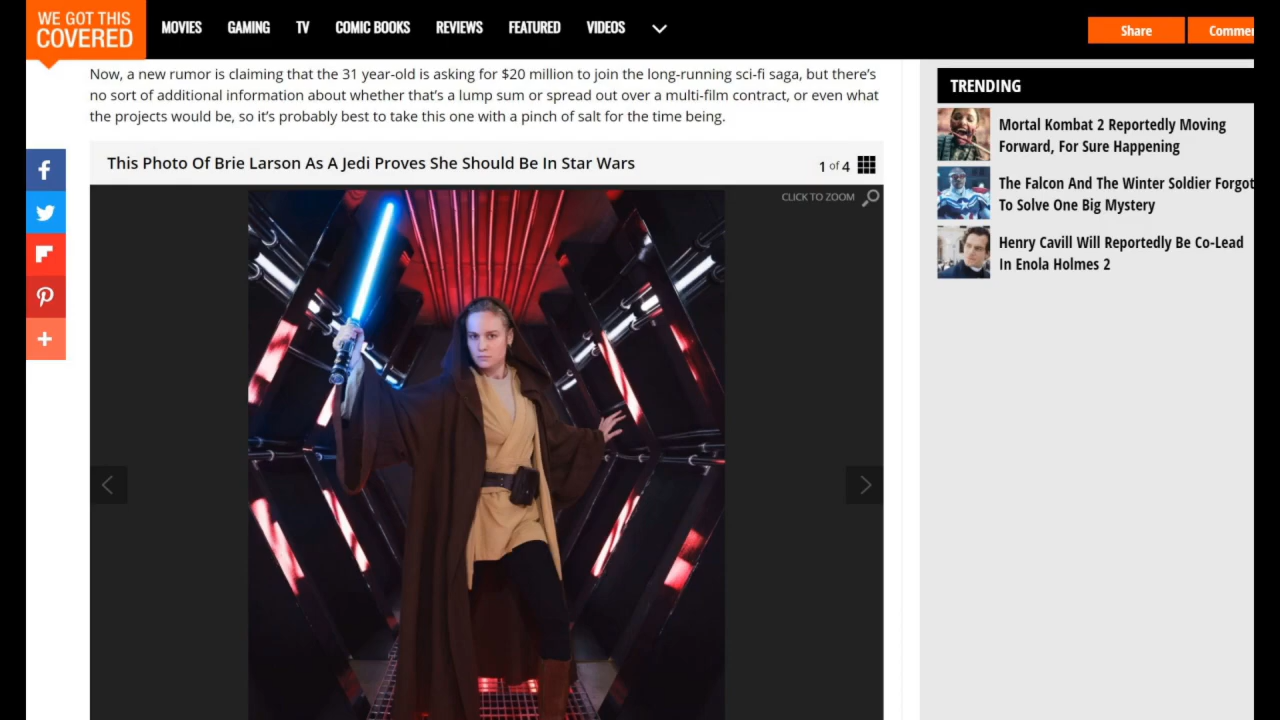 WE GOT THIS
COVERED
MOVIES GAMING TV COMIC BOOKS REVIEWS FEATURED VIDEOS
Share
Now, a new rumor is claiming that the 31 year-old is asking for $20 million to join the long-running sci-fi saga, but there's
no sort of additional information about whether that's a lump sum or spread out over a multi-film contract, or even what
the projects would be, so it's probably best to take this one with a pinch of salt for the time being.
This Photo Of Brie Larson As A Jedi Proves She Should Be In Star Wars
1 of 4
CLICK TO ZOOM
TRENDING
Mortal Kombat 2 Reportedly Moving
Forward, For Sure Happening
The Falcon And The Winter Soldier Forgot
To Solve One Big Mystery
Henry Cavill Will Reportedly Be Co-Lead
In Enola Holmes 2